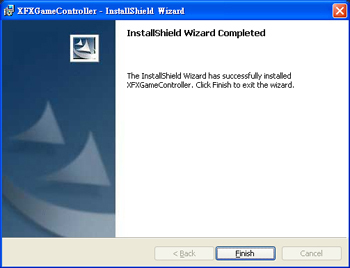 XFXGameController - InstallShield Wizard
InstallShield Wizard Completed
The InstallShield Wizard has successfully installed
XFXGameController. Click Finish to exit the wizard.
< Back
Finish
Cancel